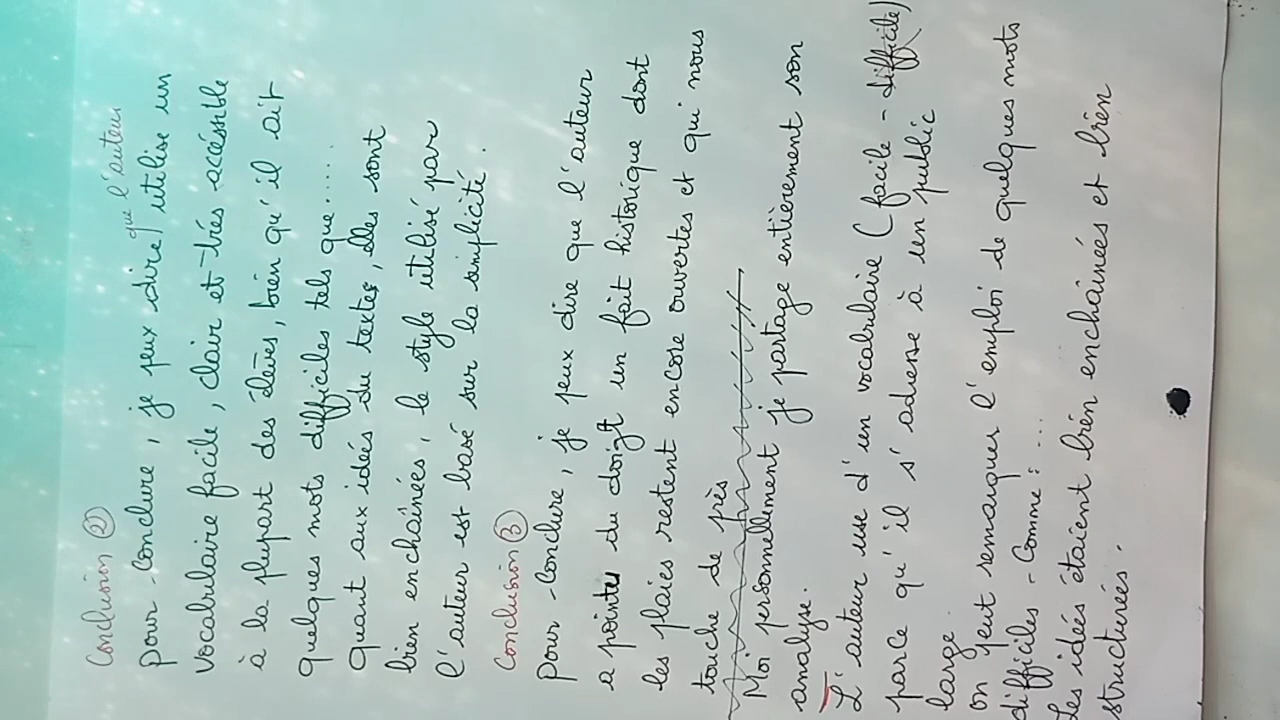 Conclusion ②
que l'auteur
pour-conclure, je peux dire / utilise un
vocabulaire facile, clair et très accéssible
à la plupart des élèves, bien qu'il ait
quelques mots difficiles tels que.....
quant aux ideés du textes, elles sont
bien enchaînées, le style utilisé par
l'auteur est basé sur la simplicité.
Conclusion ③
pour-conclure, je peux dire que l'auteur
a pointer du doigt un fait historique dont
les plaies restent encore ouvertes et qui nous
touche de près
Moi personnellement je partage entièrement son
analyse.
L'auteur use d'un vocabulaire (facile - difficile)
parce qu'il s'adresse à un public
large.
on peut remarquer l'emploi de quelques mots
difficiles - Comme : ....
Les ideés étaient bien enchaînées et bien
structurées.